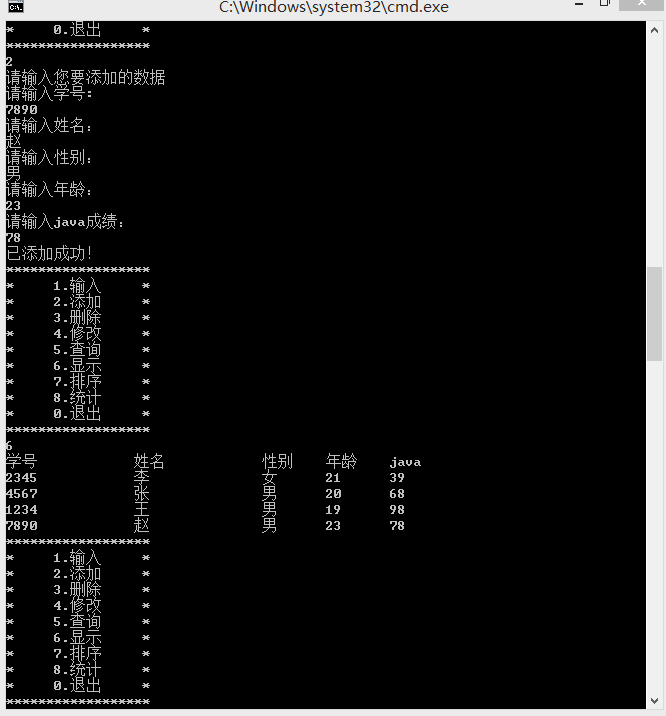 C:\Windows\system32\cmd.exe
* 0.退出 *
******************
2
请输入您要添加的数据
请输入学号:
7890
请输入姓名:
赵
请输入性别:
男
请输入年龄:
23
请输入java成绩:
78
已添加成功!
******************
* 1.输入 *
* 2.添加 *
* 3.删除 *
* 4.修改 *
* 5.查询 *
* 6.显示 *
* 7.排序 *
* 8.统计 *
* 0.退出 *
******************
6
学号 姓名 性别 年龄 java
2345 李 女 21 39
4567 张 男 20 68
1234 王 男 19 98
7890 赵 男 23 78
******************
* 1.输入 *
* 2.添加 *
* 3.删除 *
* 4.修改 *
* 5.查询 *
* 6.显示 *
* 7.排序 *
* 8.统计 *
* 0.退出 *
******************